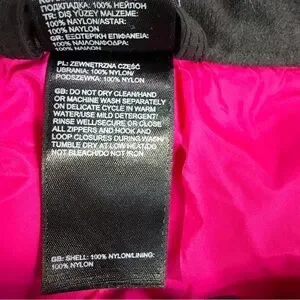 ПОДКЛАДКА: 100% НЕЙЛОН
TR: DIŞ YÜZEY MALZEME:
100% NAYLON/ASTAR:
100% NAYLON
GR: ΕΞΩΤΕΡΙΚΗ ΕΠΙΦΑΝΕΙΑ:
100% NAYΛON/ΦΟΔΡΑ:
100% NAYΛON
PL: ZEWNĘTRZNA CZĘŚĆ
UBRANIA: 100% NYLON/
PODSZEWKA: 100% NYLON
GB: DO NOT DRY CLEAN/HAND
OR MACHINE WASH SEPARATELY
ON DELICATE CYCLE IN WARM
WATER/USE MILD DETERGENT/
RINSE WELL/SECURE OR CLOSE
ALL ZIPPERS AND HOOK AND
LOOP CLOSURES DURING WASH/
TUMBLE DRY AT LOW HEAT/DO
NOT BLEACH/DO NOT IRON
GB: SHELL: 100% NYLON/LINING:
100% NYLON